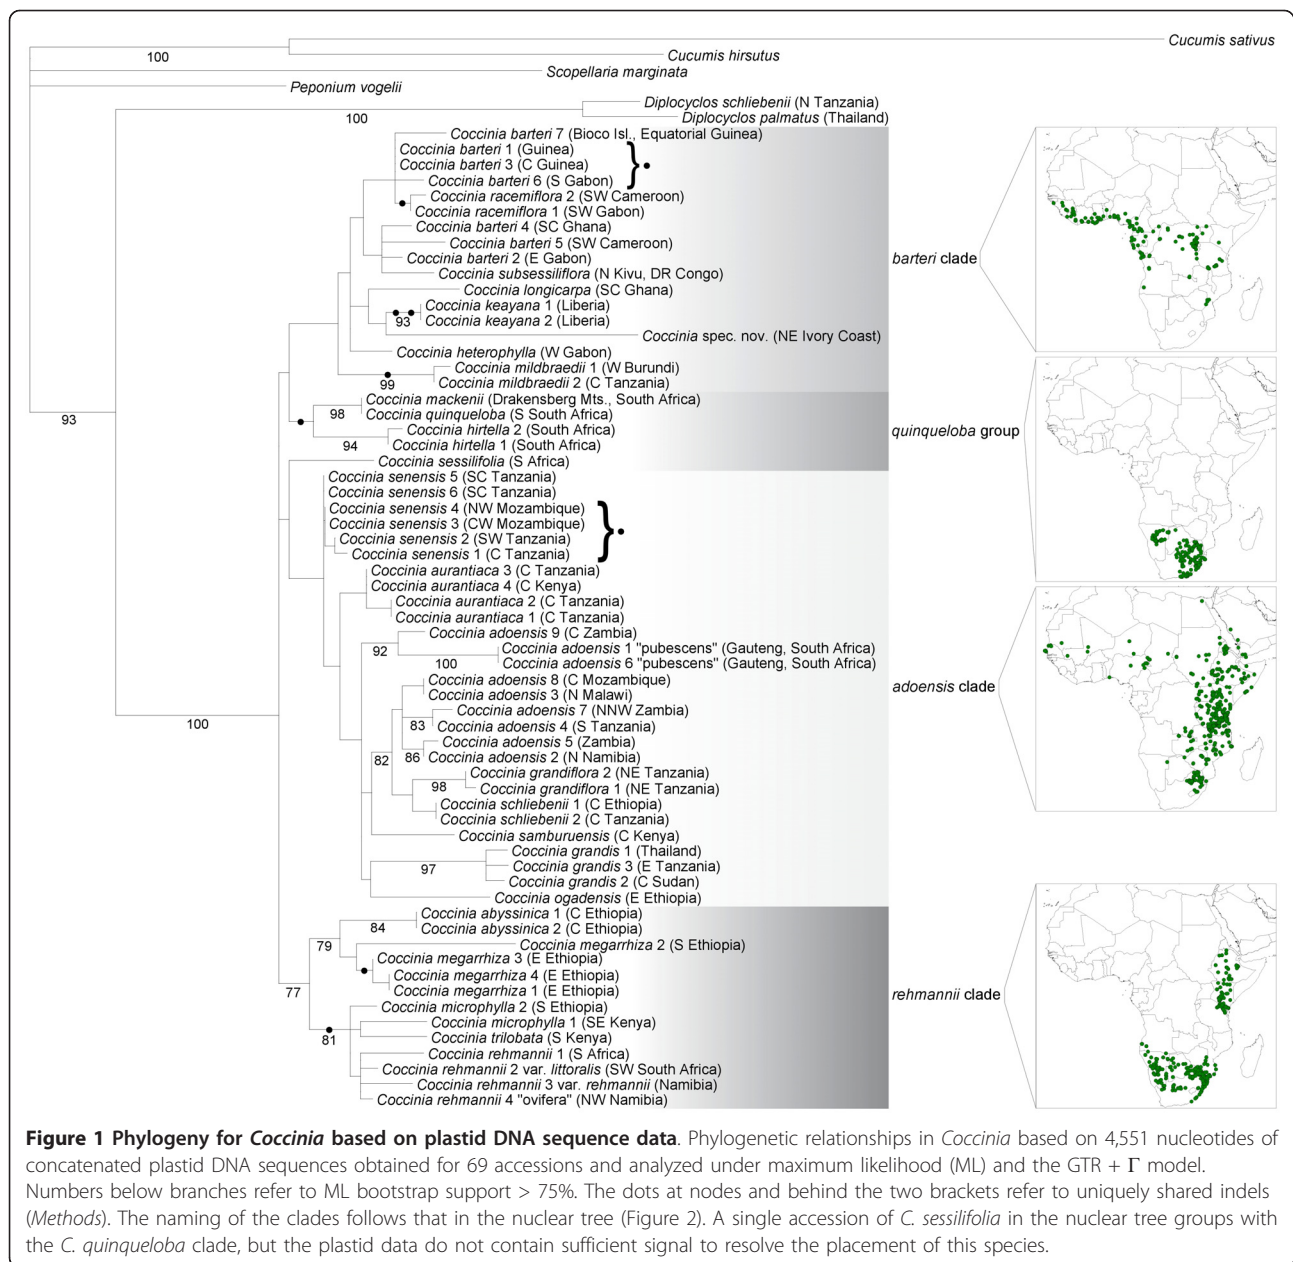 Cucumis sativus
100
Cucumis hirsutus
Scopellaria marginata
Peponium vogelii
Diplocyclos schliebenii (N Tanzania)
100
Diplocyclos palmatus (Thailand)
Coccinia barteri 7 (Bioco Isl., Equatorial Guinea)
Coccinia barteri 1 (Guinea)
Coccinia barteri 3 (C Guinea)
Coccinia barteri 6 (S Gabon)
Coccinia racemiflora 2 (SW Cameroon)
Coccinia racemiflora 1 (SW Gabon)
Coccinia barteri 4 (SC Ghana)
Coccinia barteri 5 (SW Cameroon)
Coccinia barteri 2 (E Gabon)
barteri clade
Coccinia subsessiliflora (N Kivu, DR Congo)
Coccinia longicarpa (SC Ghana)
Coccinia keayana 1 (Liberia)
93
Coccinia keayana 2 (Liberia)
Coccinia spec. nov. (NE Ivory Coast)
Coccinia heterophylla (W Gabon)
Coccinia mildbraedii 1 (W Burundi)
99
Coccinia mildbraedii 2 (C Tanzania)
Coccinia mackenii (Drakensberg Mts., South Africa)
98
Coccinia quinqueloba (S South Africa)
93
Coccinia hirtella 2 (South Africa)
quinqueloba group
94
Coccinia hirtella 1 (South Africa)
Coccinia sessilifolia (S Africa)
Coccinia senensis 5 (SC Tanzania)
Coccinia senensis 6 (SC Tanzania)
Coccinia senensis 4 (NW Mozambique)
Coccinia senensis 3 (CW Mozambique)
Coccinia senensis 2 (SW Tanzania)
Coccinia senensis 1 (C Tanzania)
Coccinia aurantiaca 3 (C Tanzania)
Coccinia aurantiaca 4 (C Kenya)
Coccinia aurantiaca 2 (C Tanzania)
Coccinia aurantiaca 1 (C Tanzania)
Coccinia adoensis 9 (C Zambia)
92
Coccinia adoensis 1 "pubescens" (Gauteng, South Africa)
100
Coccinia adoensis 6 "pubescens" (Gauteng, South Africa)
Coccinia adoensis 8 (C Mozambique)
adoensis clade
Coccinia adoensis 3 (N Malawi)
Coccinia adoensis 7 (NNW Zambia)
100
83
Coccinia adoensis 4 (S Tanzania)
Coccinia adoensis 5 (Zambia)
82
86
Coccinia adoensis 2 (N Namibia)
Coccinia grandiflora 2 (NE Tanzania)
98
Coccinia grandiflora 1 (NE Tanzania)
Coccinia schliebenii 1 (C Ethiopia)
Coccinia schliebenii 2 (C Tanzania)
Coccinia samburuensis (C Kenya)
Coccinia grandis 1 (Thailand)
97
Coccinia grandis 3 (E Tanzania)
Coccinia grandis 2 (C Sudan)
Coccinia ogadensis (E Ethiopia)
Coccinia abyssinica 1 (C Ethiopia)
84
Coccinia abyssinica 2 (C Ethiopia)
79
Coccinia megarrhiza 2 (S Ethiopia)
Coccinia megarrhiza 3 (E Ethiopia)
Coccinia megarrhiza 4 (E Ethiopia)
77
Coccinia megarrhiza 1 (E Ethiopia)
rehmannii clade
Coccinia microphylla 2 (S Ethiopia)
Coccinia microphylla 1 (SE Kenya)
81
Coccinia trilobata (S Kenya)
Coccinia rehmannii 1 (S Africa)
Coccinia rehmannii 2 var. littoralis (SW South Africa)
Coccinia rehmannii 3 var. rehmannii (Namibia)
Coccinia rehmannii 4 "ovifera" (NW Namibia)
Figure 1 Phylogeny for Coccinia based on plastid DNA sequence data. Phylogenetic relationships in Coccinia based on 4,551 nucleotides of
concatenated plastid DNA sequences obtained for 69 accessions and analyzed under maximum likelihood (ML) and the GTR + Γ model.
Numbers below branches refer to ML bootstrap support > 75%. The dots at nodes and behind the two brackets refer to uniquely shared indels
(Methods). The naming of the clades follows that in the nuclear tree (Figure 2). A single accession of C. sessilifolia in the nuclear tree groups with
the C. quinqueloba clade, but the plastid data do not contain sufficient signal to resolve the placement of this species.